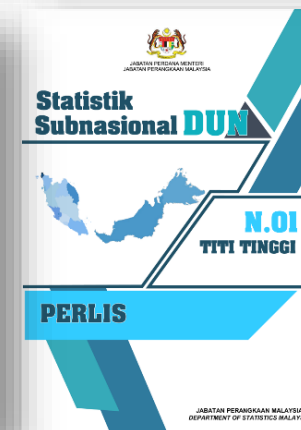 JABATAN PERDANA MENTERI
JABATAN PERANGKAAN MALAYSIA
Statistik
Subnasional DUN
N.01
TITI TINGGI
PERLIS
JABATAN PERANGKAAN MALAYSIA
DEPARTMENT OF STATISTICS MALAYS